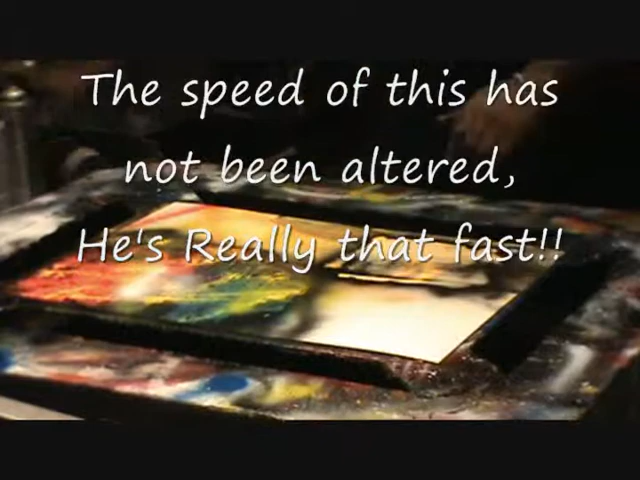 The speed of this has
not been altered,
He's Really that fast!!